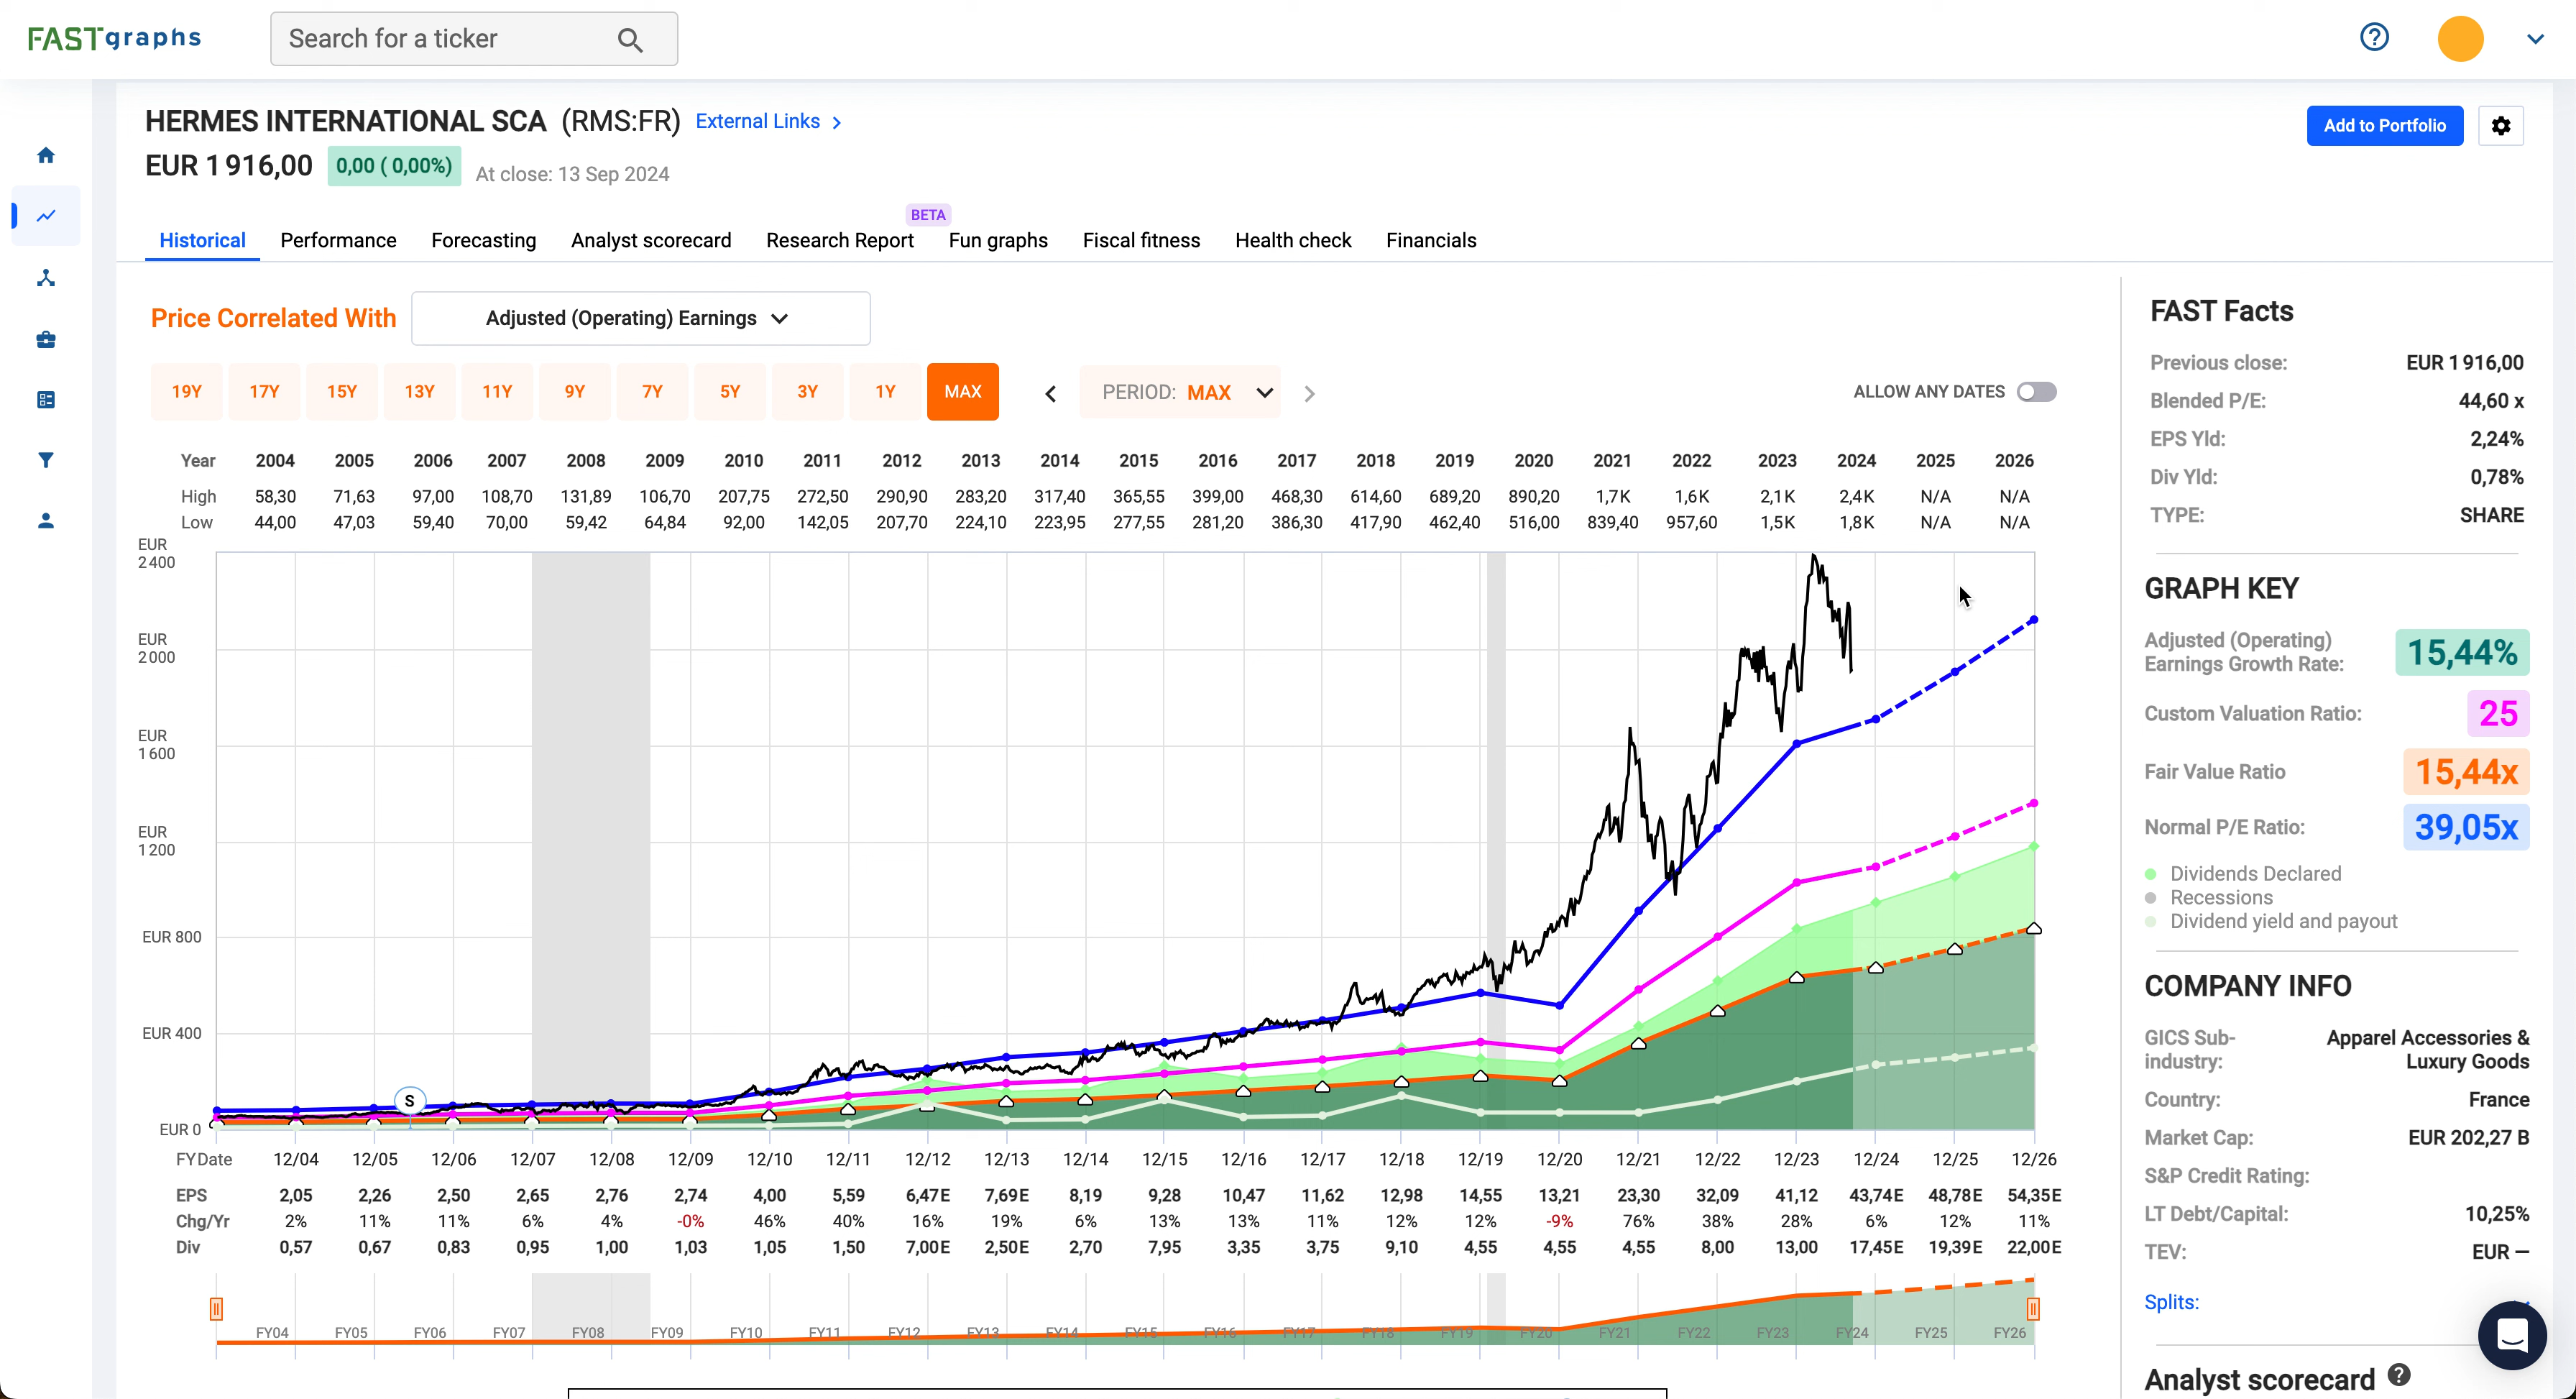 FASTgraphs
Search for a ticker
HERMES INTERNATIONAL SCA (RMS:FR) External Links
EUR 1 916,00 0,00 ( 0,00%) At close: 13 Sep 2024
Add to Portfolio
BETA
Historical Performance Forecasting Analyst scorecard Research Report Fun graphs Fiscal fitness Health check Financials
Price Correlated With Adjusted (Operating) Earnings
19Y 17Y 15Y 13Y 11Y 9Y 7Y 5Y 3Y 1Y MAX PERIOD: MAX ALLOW ANY DATES
Year 2004 2005 2006 2007 2008 2009 2010 2011 2012 2013 2014 2015 2016 2017 2018 2019 2020 2021 2022 2023 2024 2025 2026
High 58,30 71,63 97,00 108,70 131,89 106,70 207,75 272,50 290,90 283,20 317,40 365,55 399,00 468,30 614,60 689,20 890,20 1,7K 1,6K 2,1K 2,4K N/A N/A
Low 44,00 47,03 59,40 70,00 59,42 64,84 92,00 142,05 207,70 224,10 223,95 277,55 281,20 386,30 417,90 462,40 516,00 839,40 957,60 1,5K 1,8K N/A N/A
EUR
2400
EUR
2000
EUR
1600
EUR
1200
EUR 800
EUR 400
EUR 0
S
FY Date 12/04 12/05 12/06 12/07 12/08 12/09 12/10 12/11 12/12 12/13 12/14 12/15 12/16 12/17 12/18 12/19 12/20 12/21 12/22 12/23 12/24 12/25 12/26
EPS 2,05 2,26 2,50 2,65 2,76 2,74 4,00 5,59 6,47E 7,69E 8,19 9,28 10,47 11,62 12,98 14,55 13,21 23,30 32,09 41,12 43,74E 48,78E 54,35E
Chg/Yr 2% 11% 11% 6% 4% -0% 46% 40% 16% 19% 6% 13% 13% 11% 12% 12% -9% 76% 38% 28% 6% 12% 11%
Div 0,57 0,67 0,83 0,95 1,00 1,03 1,05 1,50 7,00E 2,50E 2,70 7,95 3,35 3,75 9,10 4,55 4,55 4,55 8,00 13,00 17,45E 19,39E 22,00E
FY04 FY05 FY06 FY07 FY08 FY09 FY10 FY11 FY12 FY13 FY14 FY15 FY16 FY17 FY18 FY19 FY20 FY21 FY22 FY23 FY24 FY25 FY26
FAST Facts
Previous close: EUR 1 916,00
Blended P/E: 44,60 x
EPS Yld: 2,24%
Div Yld: 0,78%
TYPE: SHARE
GRAPH KEY
Adjusted (Operating)
Earnings Growth Rate: 15,44%
Custom Valuation Ratio: 25
Fair Value Ratio 15,44x
Normal P/E Ratio: 39,05x
Dividends Declared
Recessions
Dividend yield and payout
COMPANY INFO
GICS Sub-
industry: Apparel Accessories &
Luxury Goods
Country: France
Market Cap: EUR 202,27 B
S&P Credit Rating:
LT Debt/Capital: 10,25%
TEV: EUR —
Splits:
Analyst scorecard